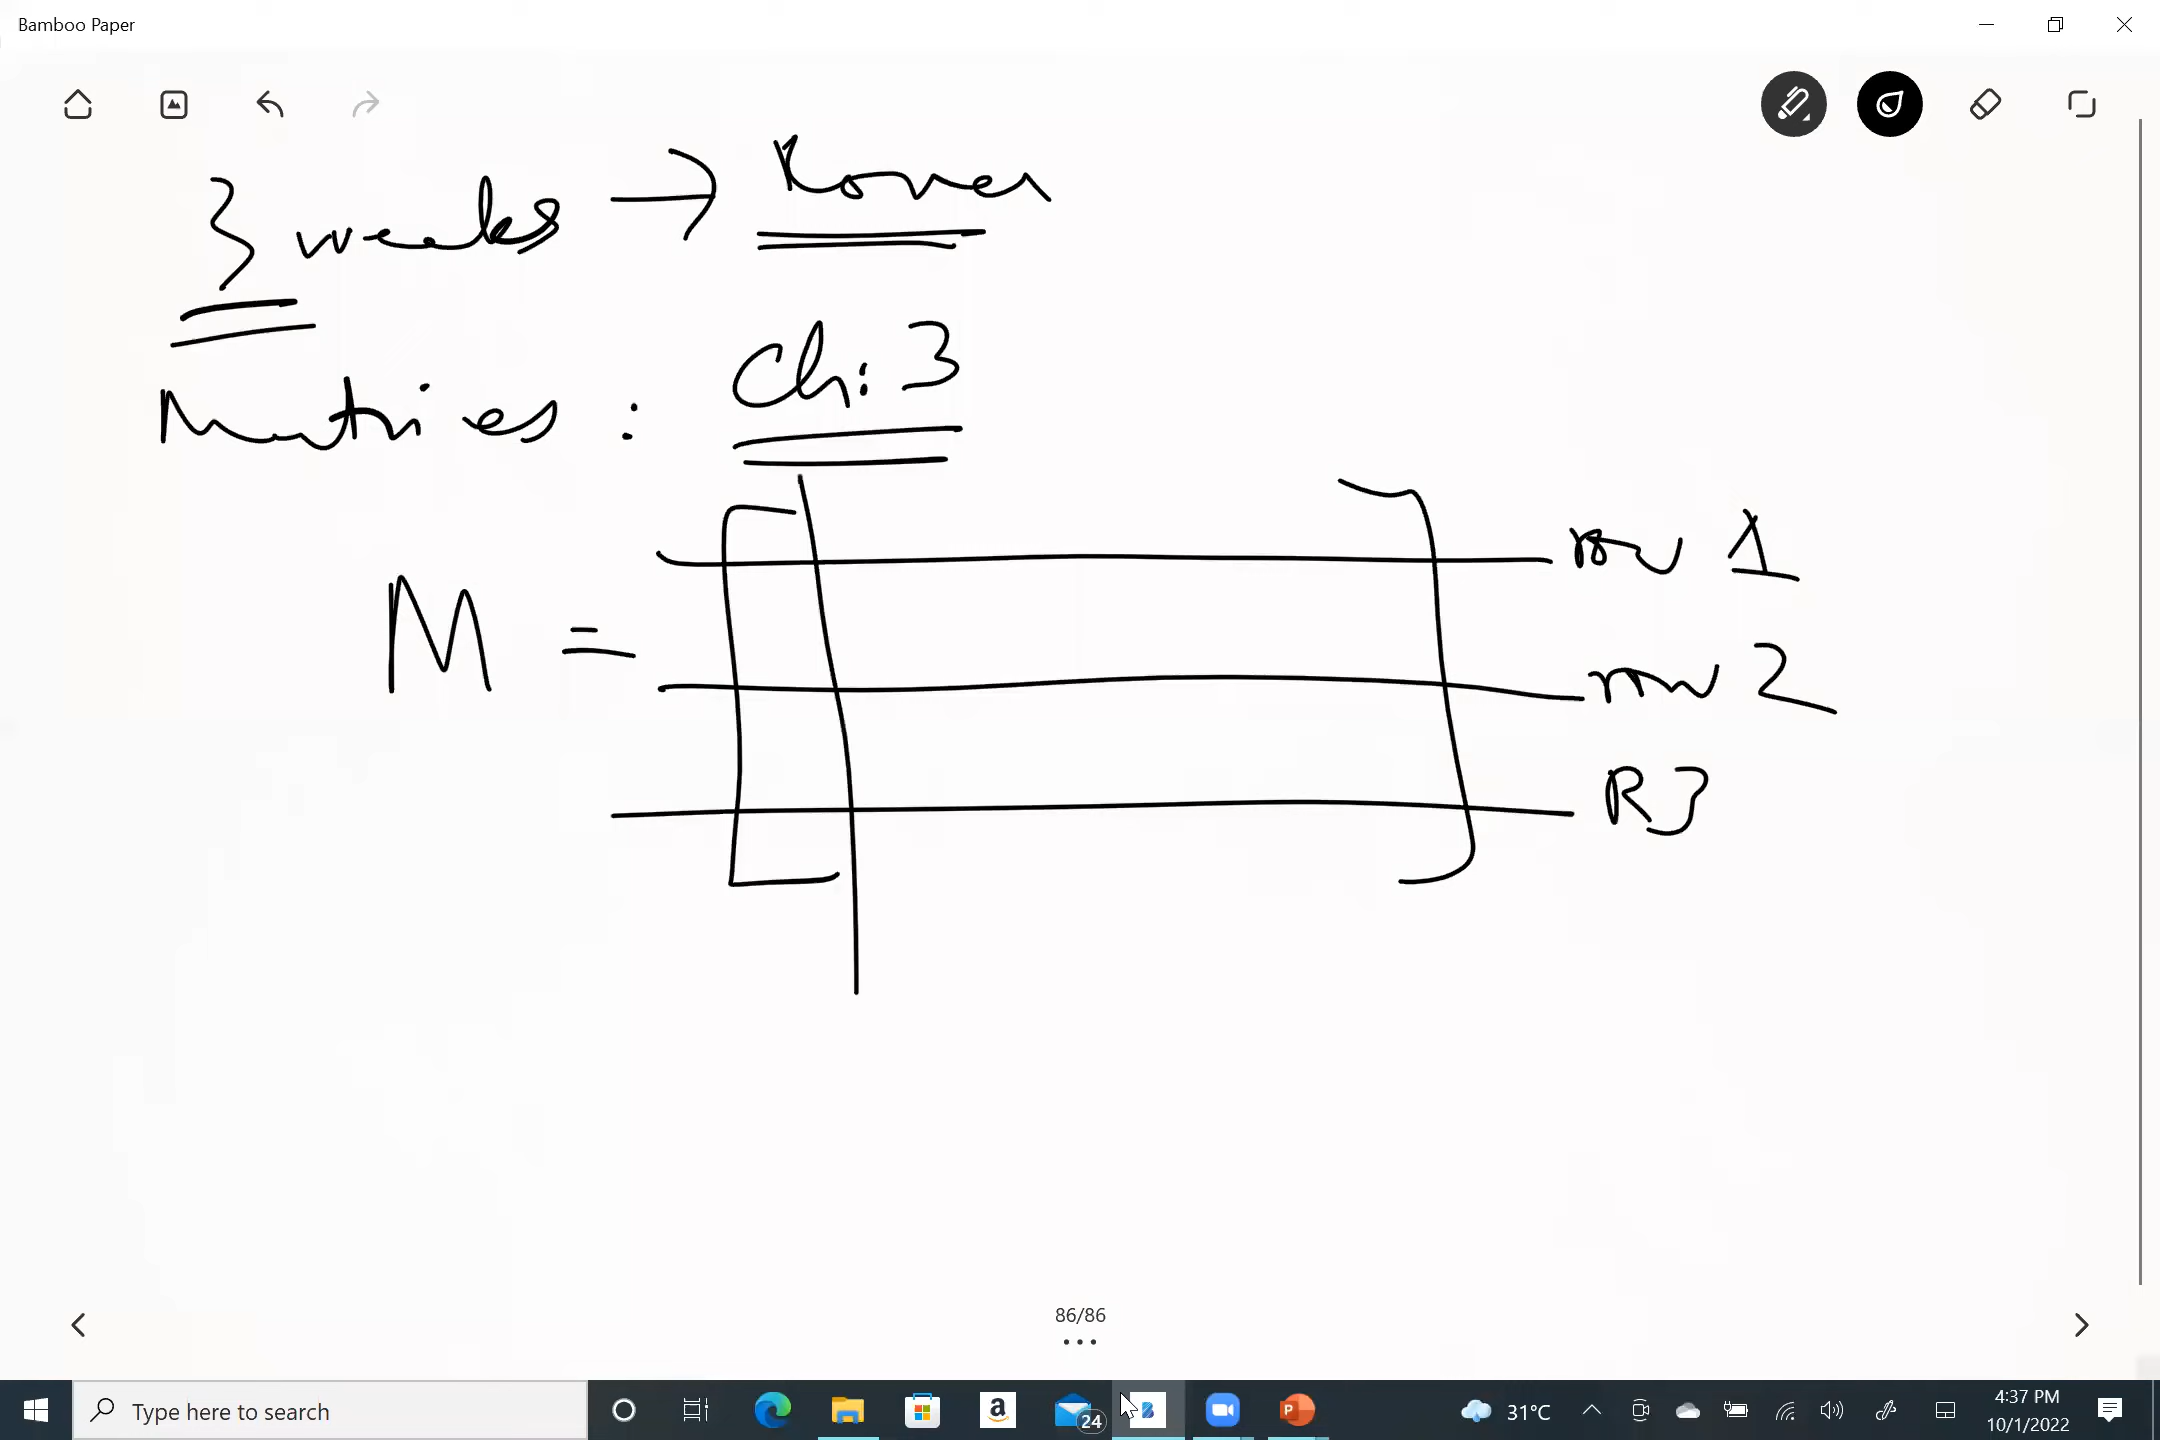 Bamboo Paper
3 weeks →
Matrices : Ch: 3
row 1
M =
row 2
R3
86/86
Type here to search
24
31°C
4:37 PM
10/1/2022